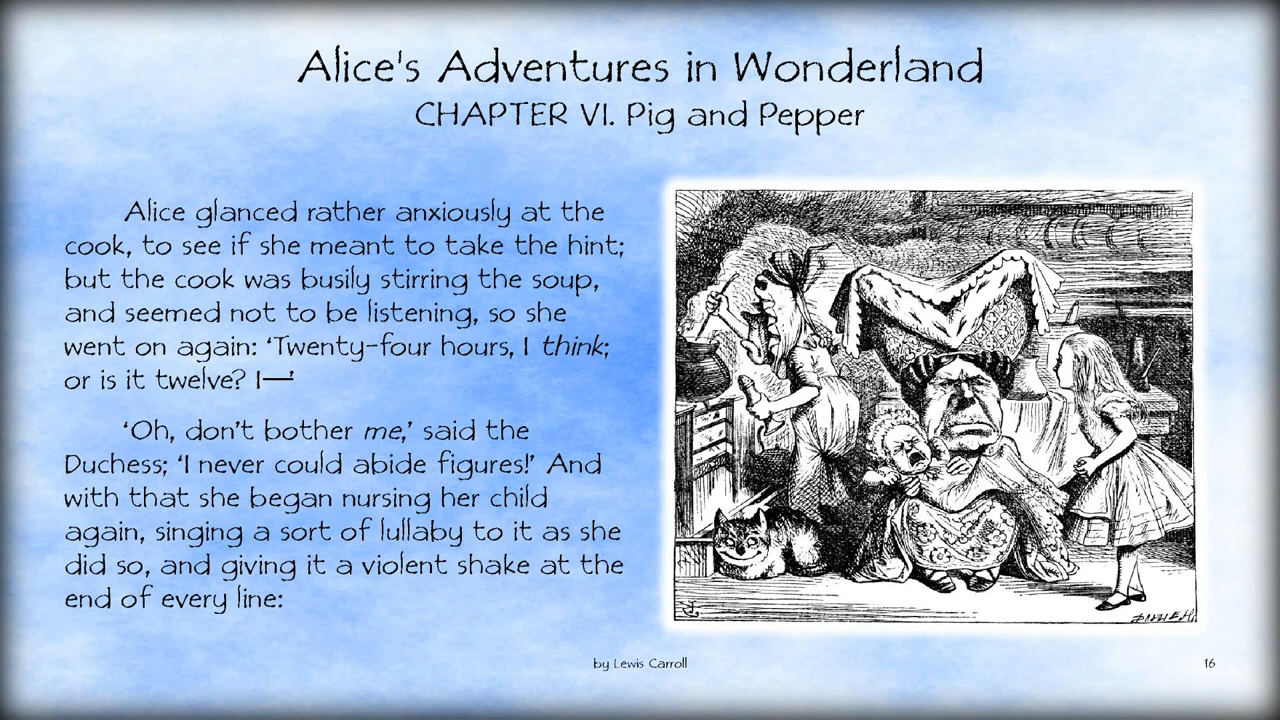 Alice's Adventures in Wonderland
CHAPTER VI. Pig and Pepper
Alice glanced rather anxiously at the
cook, to see if she meant to take the hint;
but the cook was busily stirring the soup,
and seemed not to be listening, so she
went on again: ‘Twenty-four hours, I think;
or is it twelve? I—’
‘Oh, don’t bother me,’ said the
Duchess; ‘I never could abide figures!’ And
with that she began nursing her child
again, singing a sort of lullaby to it as she
did so, and giving it a violent shake at the
end of every line:
by Lewis Carroll
16